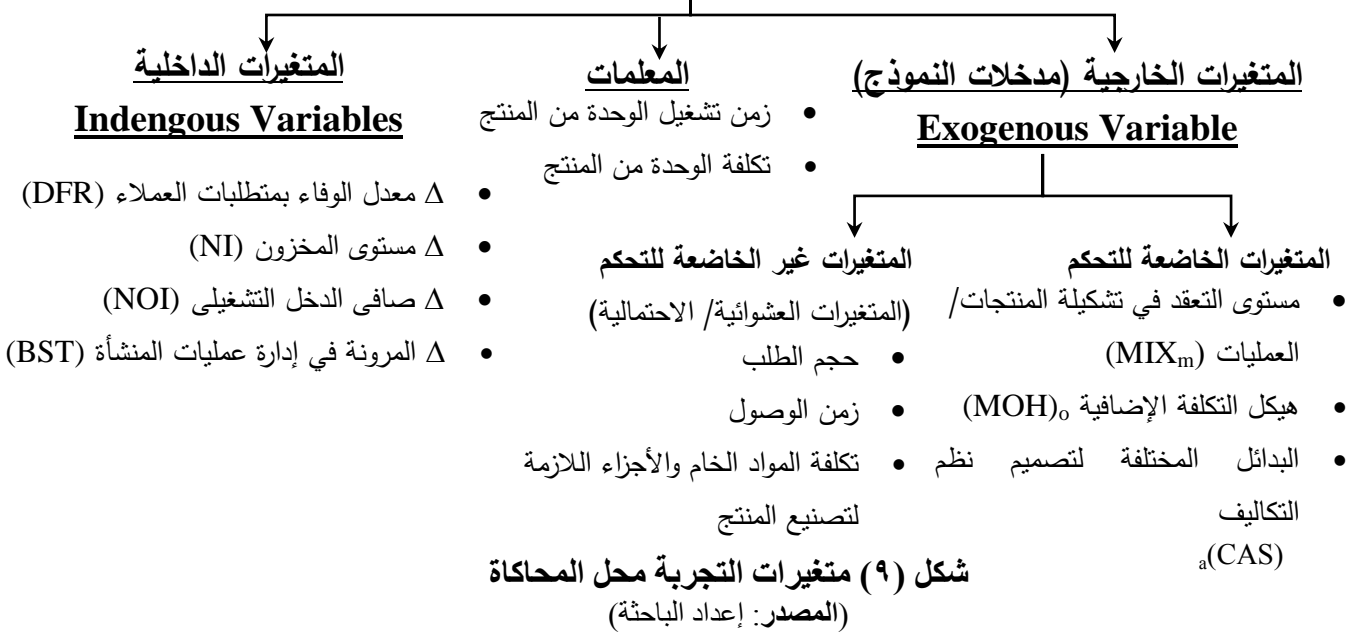 المتغيرات الخارجية (مدخلات النموذج)
Exogenous Variable
المتغيرات الخاضعة للتحكم
• مستوى التعقد في تشكيلة المنتجات/
العمليات (MIXm)
• هيكل التكلفة الإضافية o(MOH)
• البدائل المختلفة لتصميم نظم
التكاليف
a(CAS)
المتغيرات غير الخاضعة للتحكم
(المتغيرات العشوائية/ الاحتمالية)
• حجم الطلب
• زمن الوصول
• تكلفة المواد الخام والأجزاء اللازمة
لتصنيع المنتج
المعلمات
• زمن تشغيل الوحدة من المنتج
• تكلفة الوحدة من المنتج
المتغيرات الداخلية
Indengous Variables
• Δ معدل الوفاء بمتطلبات العملاء (DFR)
• Δ مستوى المخزون (NI)
• Δ صافى الدخل التشغيلى (NOI)
• Δ المرونة في إدارة عمليات المنشأة (BST)
شكل (٩) متغيرات التجربة محل المحاكاة
(المصدر: إعداد الباحثة)